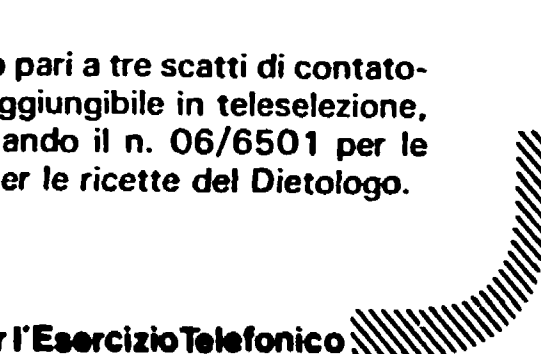 pari a tre scatti di contato-
ggiungibile in teleselezione,
ando il n. 06/6501 per le
er le ricette del Dietologo.
r l'Esercizio Telefonico